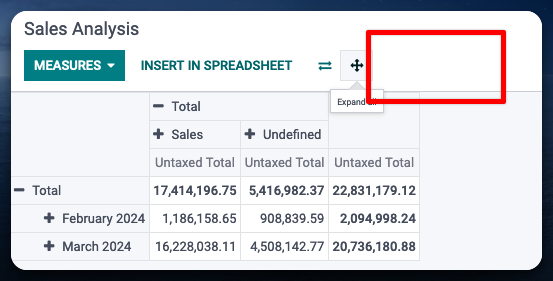 Sales Analysis
MEASURES INSERT IN SPREADSHEET
Expand all
Total
Sales Undefined
Untaxed Total Untaxed Total Untaxed Total
Total 17,414,196.75 5,416,982.37 22,831,179.12
February 2024 1,186,158.65 908,839.59 2,094,998.24
March 2024 16,228,038.11 4,508,142.77 20,736,180.88